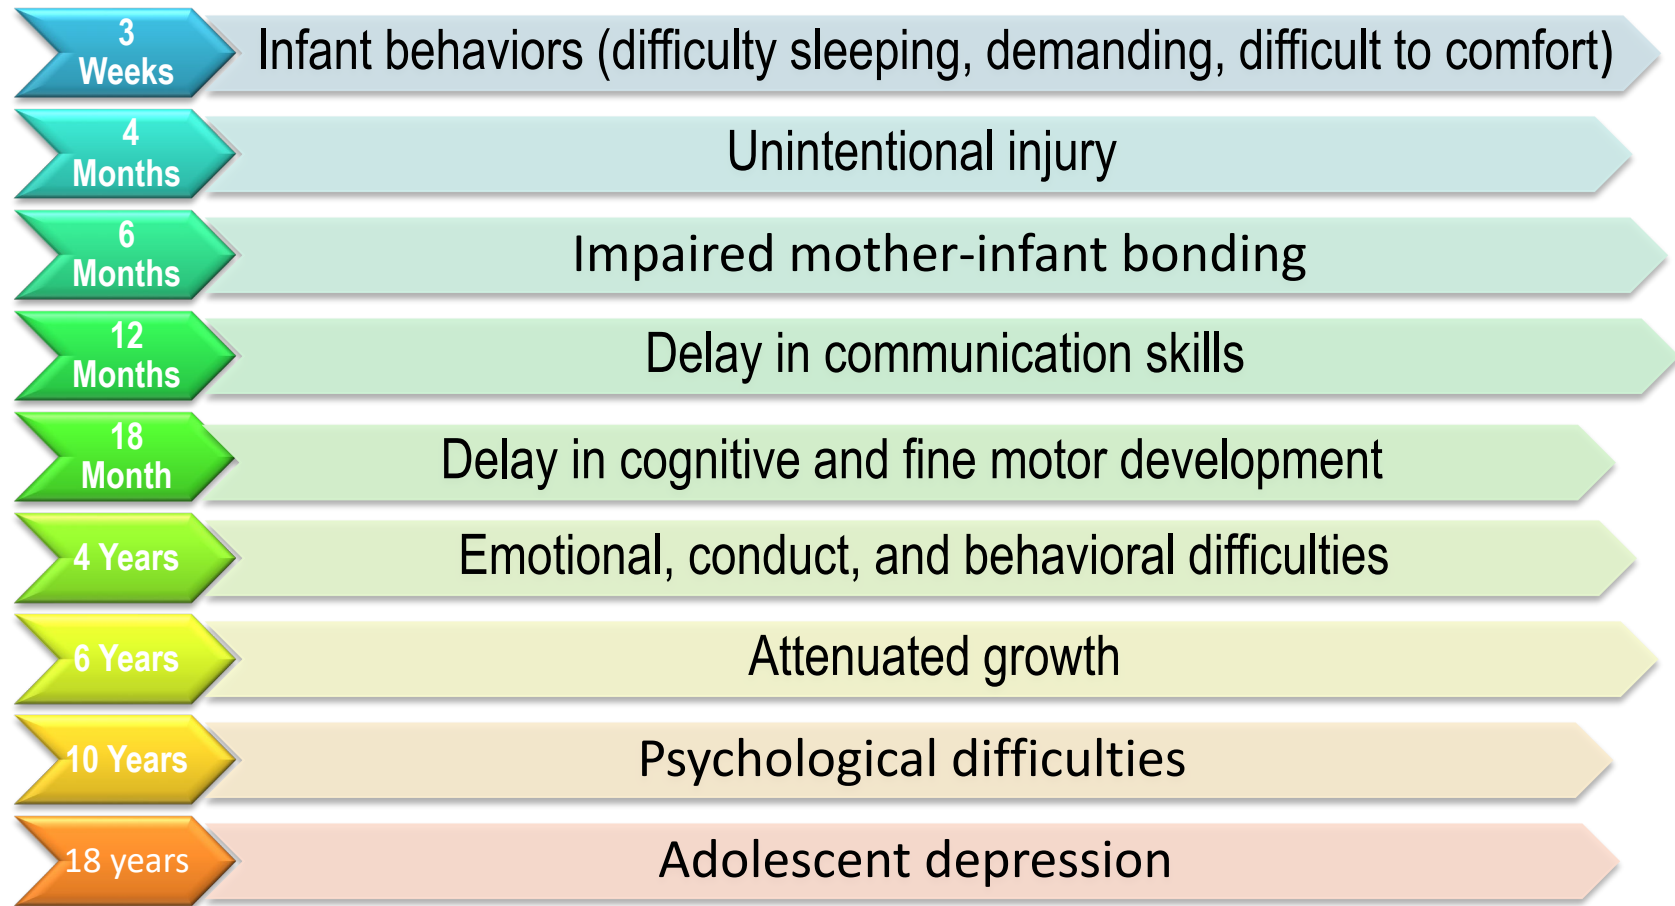 3
Weeks
Infant behaviors (difficulty sleeping, demanding, difficult to comfort)
4
Months
Unintentional injury
6
Months
Impaired mother-infant bonding
12
Months
Delay in communication skills
18
Month
Delay in cognitive and fine motor development
4 Years
Emotional, conduct, and behavioral difficulties
6 Years
Attenuated growth
10 Years
Psychological difficulties
18 years
Adolescent depression